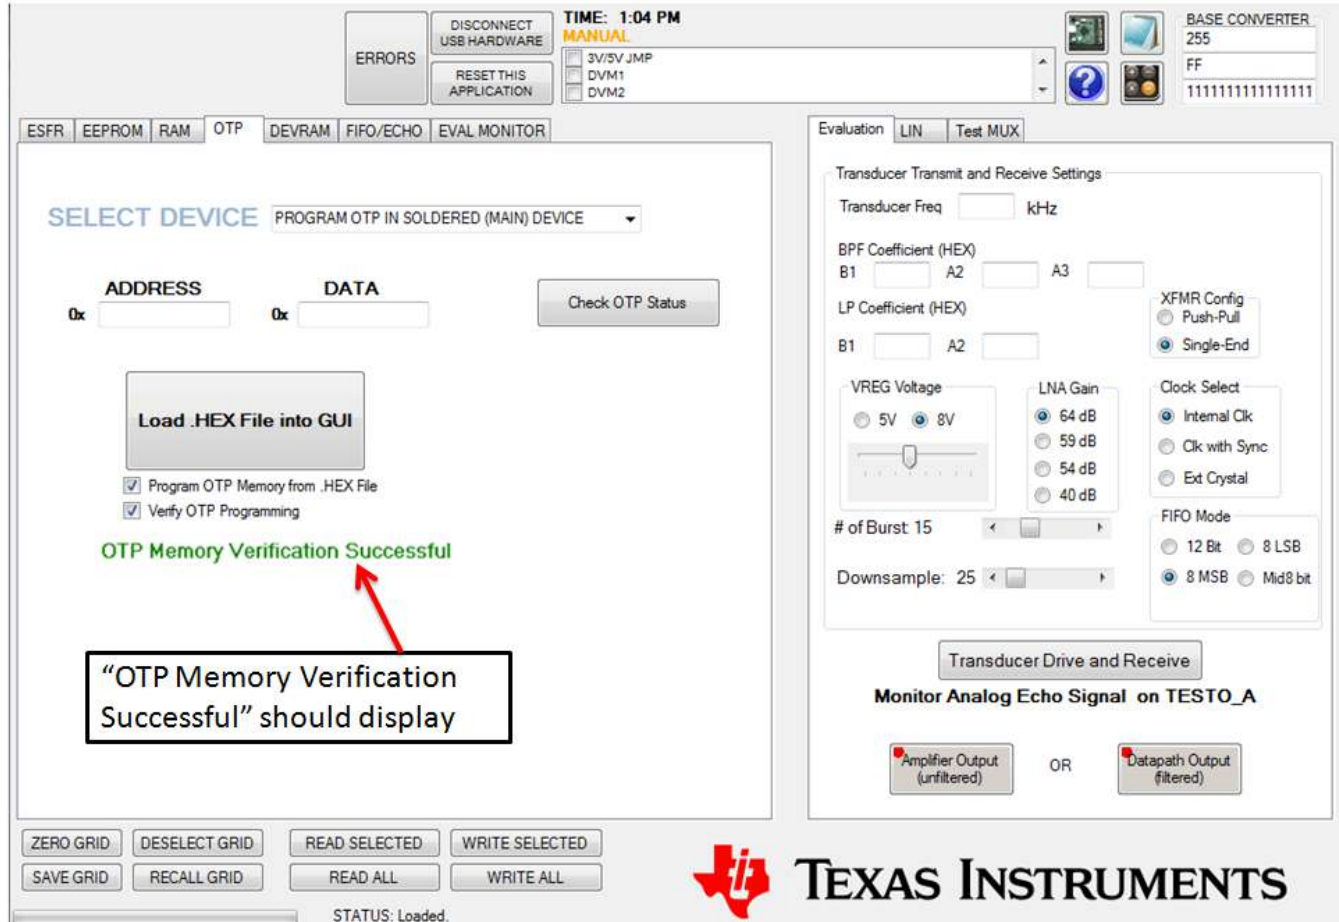 ERRORS
DISCONNECT
USB HARDWARE
RESET THIS
APPLICATION
TIME: 1:04 PM
MANUAL
3V/5V JMP
DVM1
DVM2
BASE CONVERTER
255
FF
1111111111111111
ESFR EEPROM RAM OTP DEVRAM FIFO/ECHO EVAL MONITOR
SELECT DEVICE PROGRAM OTP IN SOLDERED (MAIN) DEVICE
ADDRESS DATA
0x 0x
Check OTP Status
Load .HEX File into GUI
Program OTP Memory from .HEX File
Verify OTP Programming
OTP Memory Verification Successful
“OTP Memory Verification
Successful” should display
Evaluation LIN Test MUX
Transducer Transmit and Receive Settings
Transducer Freq kHz
BPF Coefficient (HEX)
B1 A2 A3
LP Coefficient (HEX)
B1 A2
XFMR Config
Push-Pull
Single-End
VREG Voltage
5V 8V
LNA Gain
64 dB
59 dB
54 dB
40 dB
Clock Select
Internal Clk
Clk with Sync
Ext Crystal
# of Burst: 15
Downsample: 25
FIFO Mode
12 Bit 8 LSB
8 MSB Mid8 bit
Transducer Drive and Receive
Monitor Analog Echo Signal on TESTO_A
Amplifier Output
(unfiltered)
OR
Datapath Output
(filtered)
ZERO GRID DESELECT GRID READ SELECTED WRITE SELECTED
SAVE GRID RECALL GRID READ ALL WRITE ALL
STATUS: Loaded.
TEXAS INSTRUMENTS